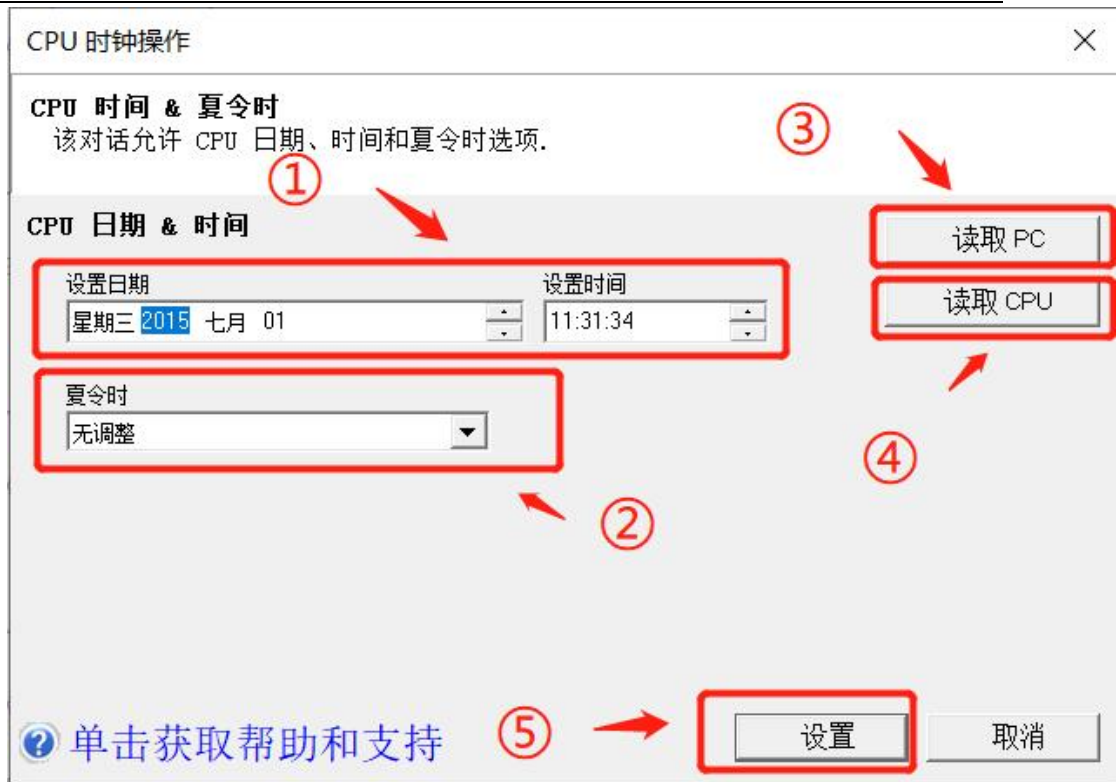 CPU 时钟操作
CPU 时间 & 夏令时
该对话允许 CPU 日期、时间和夏令时选项.
③
①
CPU 日期 & 时间
读取 PC
设置日期 设置时间
星期三 2015 七月 01 11:31:34
读取 CPU
夏令时
无调整
④
②
⑤
单击获取帮助和支持 设置 取消